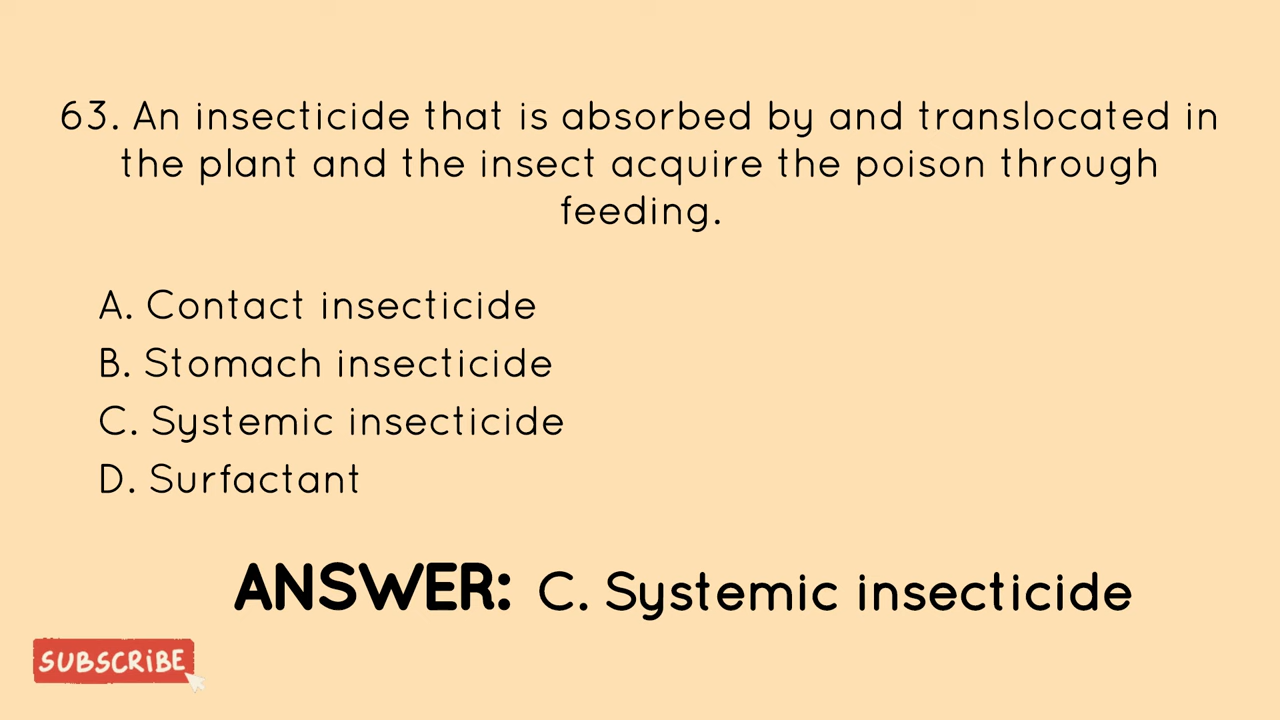 63. An insecticide that is absorbed by and translocated in
the plant and the insect acquire the poison through
feeding.
A. Contact insecticide
B. Stomach insecticide
C. Systemic insecticide
D. Surfactant
ANSWER: C. Systemic insecticide
SUBSCRiBE